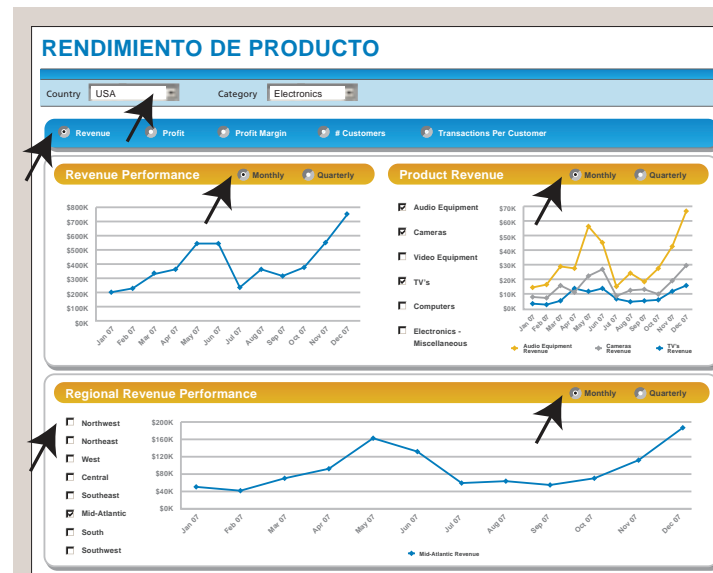 RENDIMIENTO DE PRODUCTO
Country USA Category Electronics
Revenue Profit Profit Margin # Customers Transactions Per Customer
Revenue Performance Monthly Quarterly
$800K
$700K
$600K
$500K
$400K
$300K
$200K
$100K
$0K
Jan 07 Feb 07 Mar 07 Apr 07 May 07 Jun 07 Jul 07 Aug 07 Sep 07 Oct 07 Nov 07 Dec 07
Product Revenue Monthly Quarterly
Audio Equipment
Cameras
Video Equipment
TV's
Computers
Electronics -
Miscellaneous
$70K
$60K
$50K
$40K
$30K
$20K
$10K
$0K
Jan 07 Feb 07 Mar 07 Apr 07 May 07 Jun 07 Jul 07 Aug 07 Sep 07 Oct 07 Nov 07 Dec 07
Audio Equipment Revenue
Cameras Revenue
TV's Revenue
Regional Revenue Performance Monthly Quarterly
Northwest
Northeast
West
Central
Southeast
Mid-Atlantic
South
Southwest
$200K
$160K
$120K
$80K
$40K
$0K
Jan 07 Feb 07 Mar 07 Apr 07 May 07 Jun 07 Jul 07 Aug 07 Sep 07 Oct 07 Nov 07 Dec 07
Mid-Atlantic Revenue